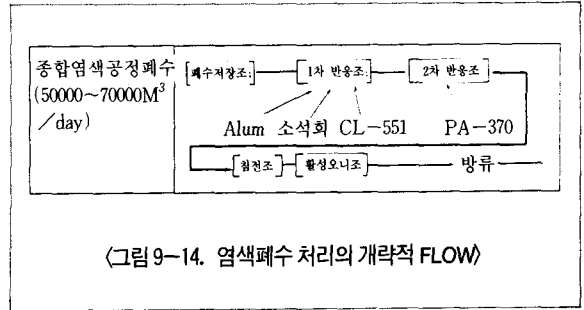 종합염색공정폐수
(50000~70000M³
/day)
[폐수저장조] [1차 반응조] [2차 반응조]
Alum 소석회 CL-551 PA-370
[침전조] [활성오니조] 방류
〈그림 9-14. 염색폐수 처리의 개략적 FLOW〉